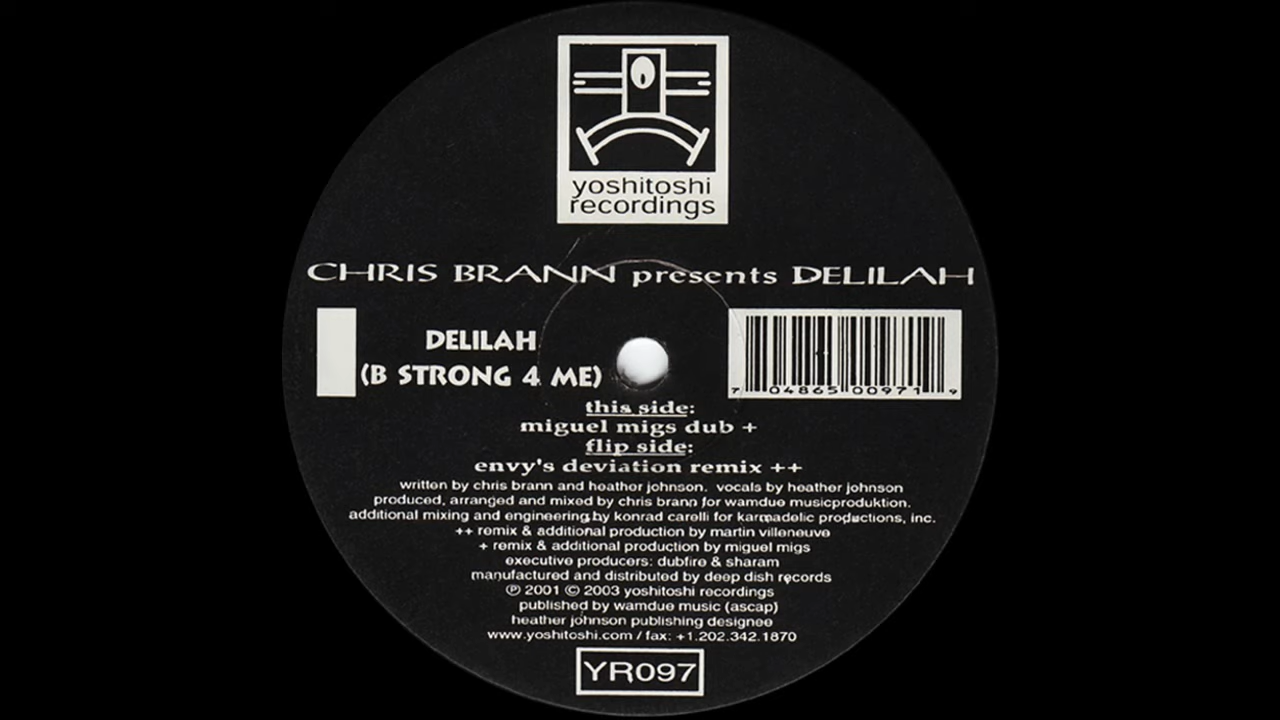 yoshitoshi
recordings
CHRIS BRANN presents DELILAH
DELILAH
(B STRONG 4 ME)
7 04865 00971 9
this side:
miguel migs dub +
flip side:
envy's deviation remix ++
written by chris brann and heather johnson. vocals by heather johnson
produced, arranged and mixed by chris brann for wamdue musicproduktion.
additional mixing and engineering by konrad carelli for karmadelic productions, inc.
++ remix & additional production by martin villeneuve
+ remix & additional production by miguel migs
executive producers: dubfire & sharam
manufactured and distributed by deep dish records
℗ 2001 © 2003 yoshitoshi recordings
published by wamdue music (ascap)
heather johnson publishing designee
www.yoshitoshi.com / fax: +1.202.342.1870
YR097